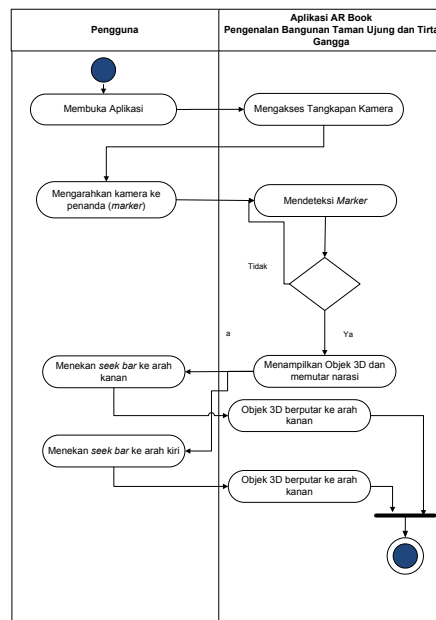 Pengguna
Aplikasi AR Book
Pengenalan Bangunan Taman Ujung dan Tirta
Gangga
Membuka Aplikasi
Mengakses Tangkapan Kamera
Mengarahkan kamera ke
penanda (marker)
Mendeteksi Marker
Tidak
a
Ya
Menekan seek bar ke arah
kanan
Menampilkan Objek 3D dan
memutar narasi
Objek 3D berputar ke arah
kanan
Menekan seek bar ke arah kiri
Objek 3D berputar ke arah
kanan